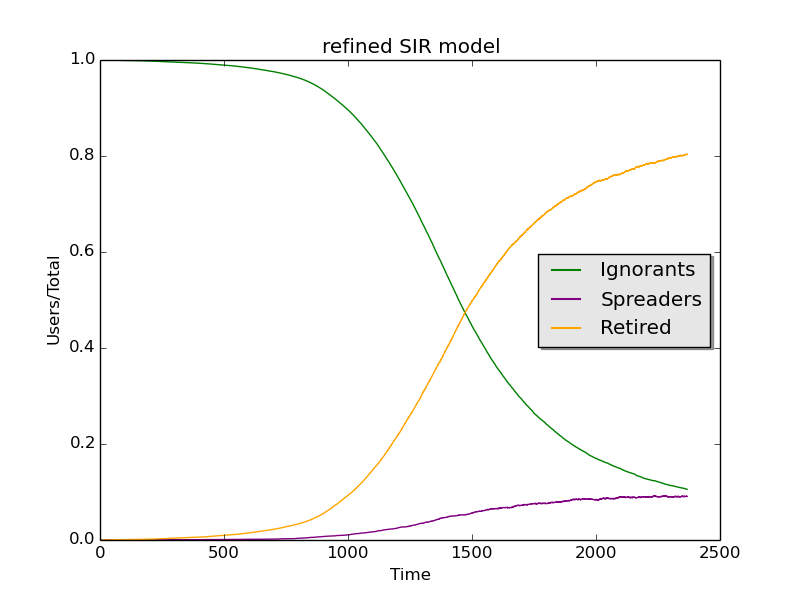 refined SIR model
1.0
0.8
0.6
0.4
0.2
0.0
Users/Total
Ignorants
Spreaders
Retired
0 500 1000 1500 2000 2500
Time